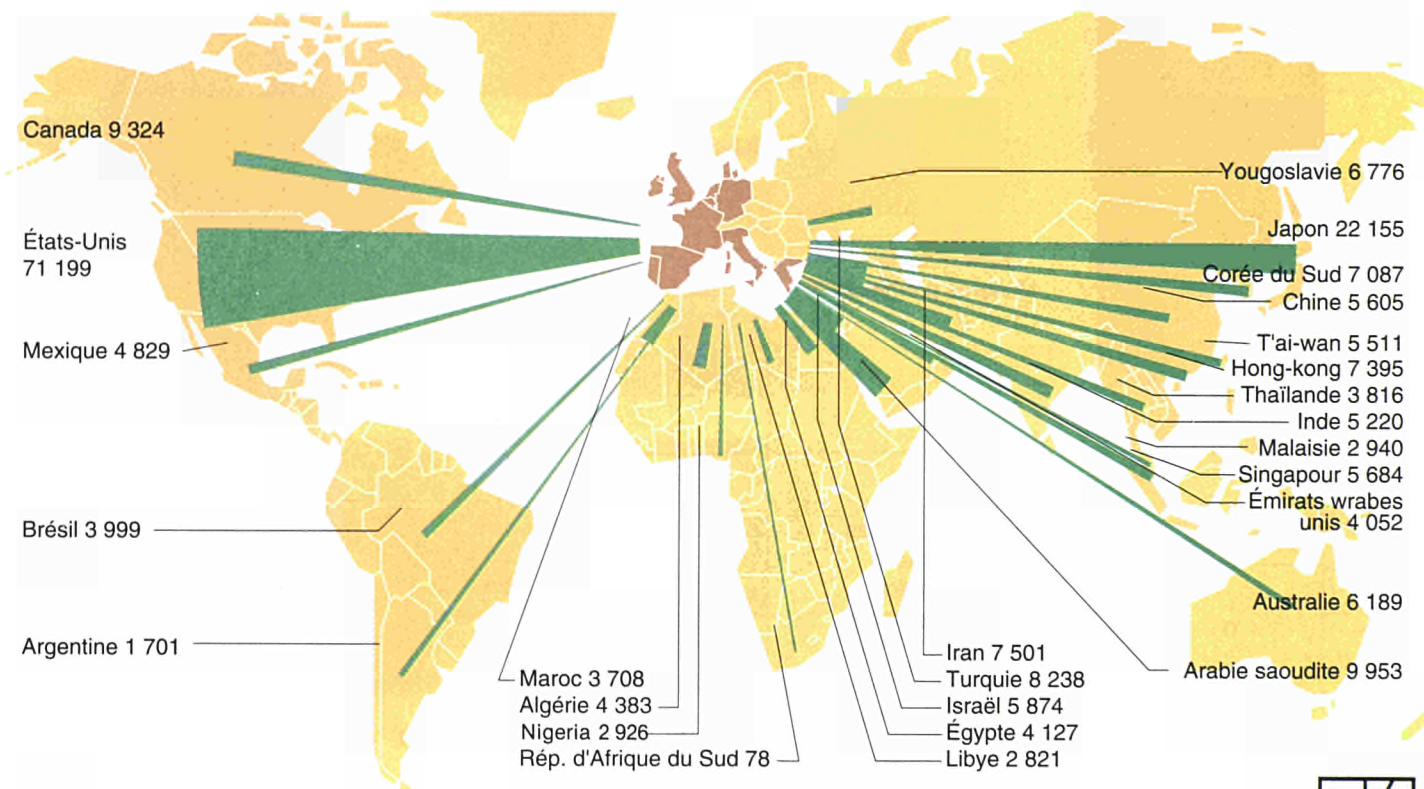 Canada 9 324
États-Unis
71 199
Mexique 4 829
Brésil 3 999
Argentine 1 701
Maroc 3 708
Algérie 4 383
Nigeria 2 926
Rép. d'Afrique du Sud 78
Iran 7 501
Turquie 8 238
Israël 5 874
Égypte 4 127
Libye 2 821
Yougoslavie 6 776
Japon 22 155
Corée du Sud 7 087
Chine 5 605
T'ai-wan 5 511
Hong-kong 7 395
Thaïlande 3 816
Inde 5 220
Malaisie 2 940
Singapour 5 684
Émirats wrabes
unis 4 052
Australie 6 189
Arabie saoudite 9 953